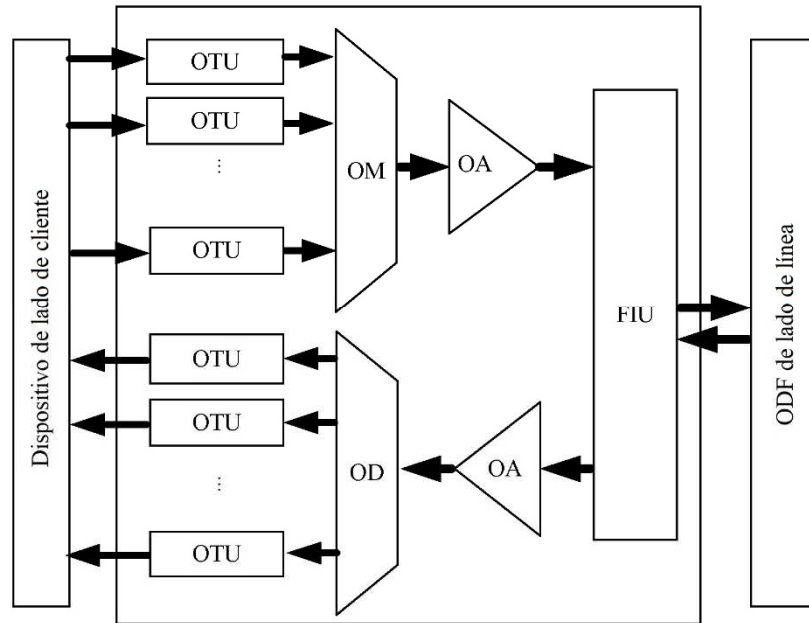 Dispositivo de lado de cliente
OTU
OTU
...
OTU
OM
OA
OTU
OTU
...
OTU
OD
OA
FIU
ODF de lado de línea